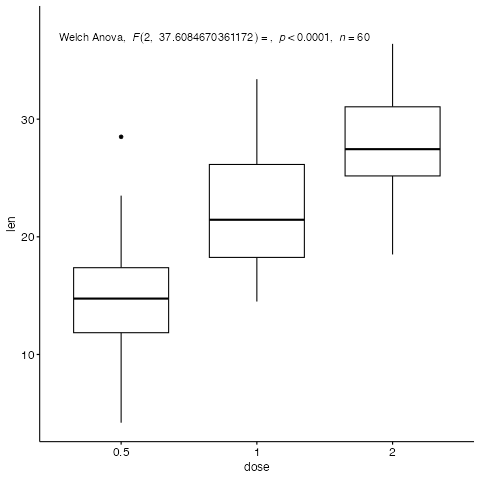 Welch Anova, F(2, 37.6084670361172) = , p < 0.0001, n = 60
30
20
10
len
0.5 1 2
dose